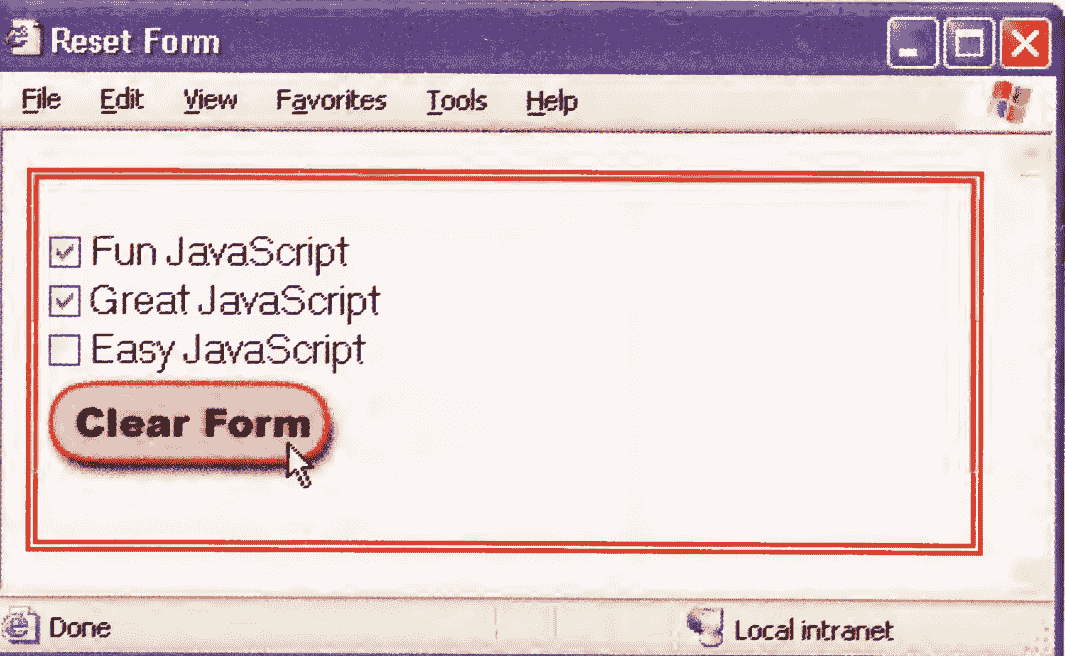 Reset Form
File Edit View Favorites Tools Help
Fun JavaScript
Great JavaScript
Easy JavaScript
Clear Form
Done Local intranet